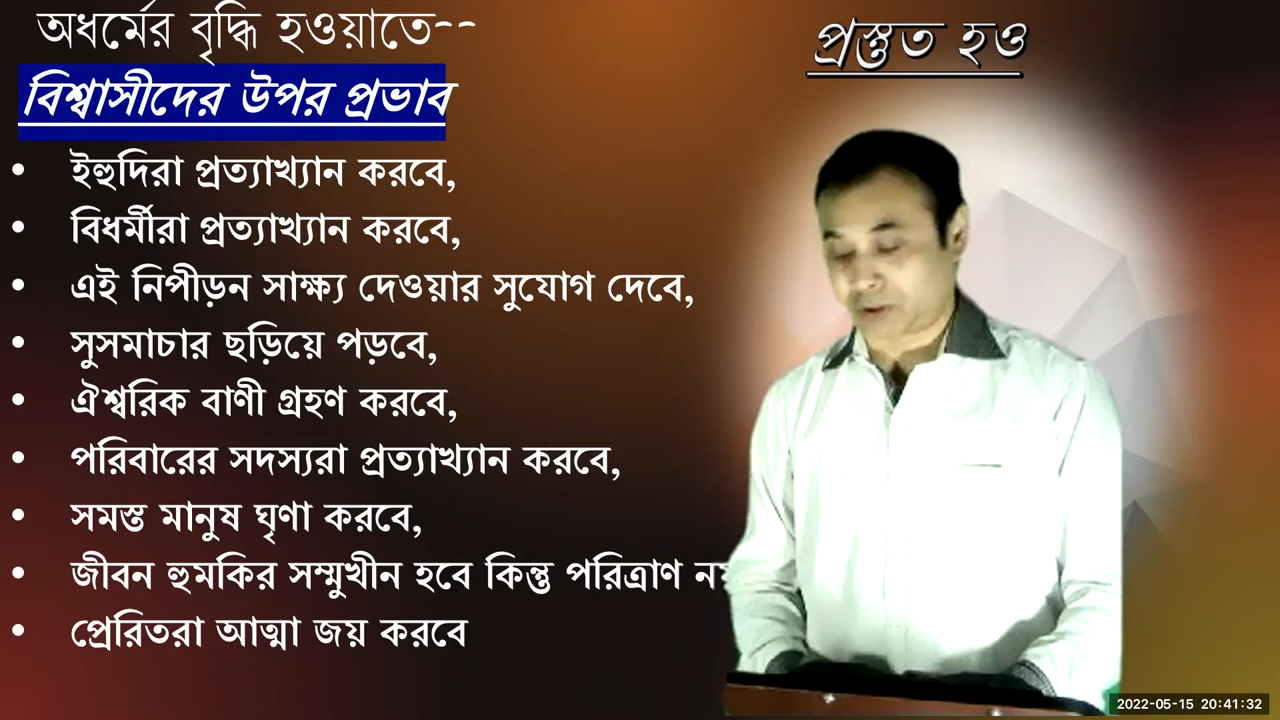 অধর্মের বৃদ্ধি হওয়াতে--
প্রস্তুত হও
বিশ্বাসীদের উপর প্রভাব
• ইহুদিরা প্রত্যাখ্যান করবে,
• বিধর্মীরা প্রত্যাখ্যান করবে,
• এই নিপীড়ন সাক্ষ্য দেওয়ার সুযোগ দেবে,
• সুসমাচার ছড়িয়ে পড়বে,
• ঐশ্বরিক বাণী গ্রহণ করবে,
• পরিবারের সদস্যরা প্রত্যাখ্যান করবে,
• সমস্ত মানুষ ঘৃণা করবে,
• জীবন হুমকির সম্মুখীন হবে কিন্তু পরিত্রাণ
• প্রেরিতরা আত্মা জয় করবে
2022-05-15 20:41:32